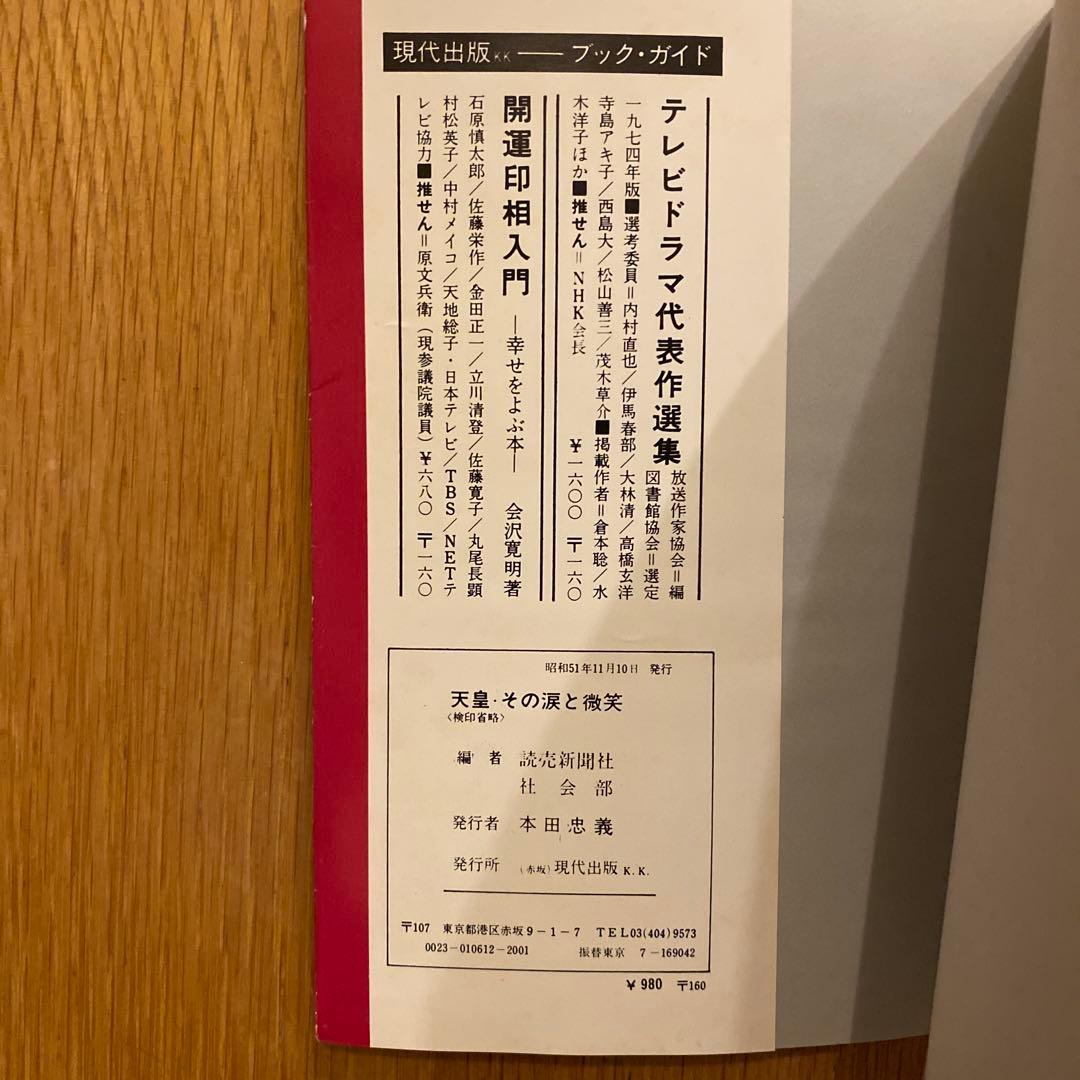 現代出版KK――ブック・ガイド
テレビドラマ代表作選集
放送作家協会=編
図書館協会=選定
一九七四年版■選考委員=内村直也/伊馬春部/大林清/高橋玄洋
寺島アキ子/西島大/松山善三/茂木草介■掲載作者=倉本聡/水
木洋子ほか■推せん=NHK会長 ¥一六〇〇 〒一六〇
開運印相入門 ―幸せをよぶ本― 会沢寛明著
石原慎太郎/佐藤栄作/金田正一/立川清登/佐藤寛子/丸尾長顕
村松英子/中村メイコ/天地総子・日本テレビ/TBS/NETテ
レビ協力■推せん=原文兵衛(現参議院議員)¥六八〇 〒一六〇
昭和51年11月10日 発行
天皇・その涙と微笑
〈検印省略〉
編者 読売新聞社
社会部
発行者 本田忠義
発行所 (赤坂)現代出版K.K.
〒107 東京都港区赤坂9-1-7 TEL03(404)9573
0023-010612-2001 振替東京 7-169042
¥980 〒160